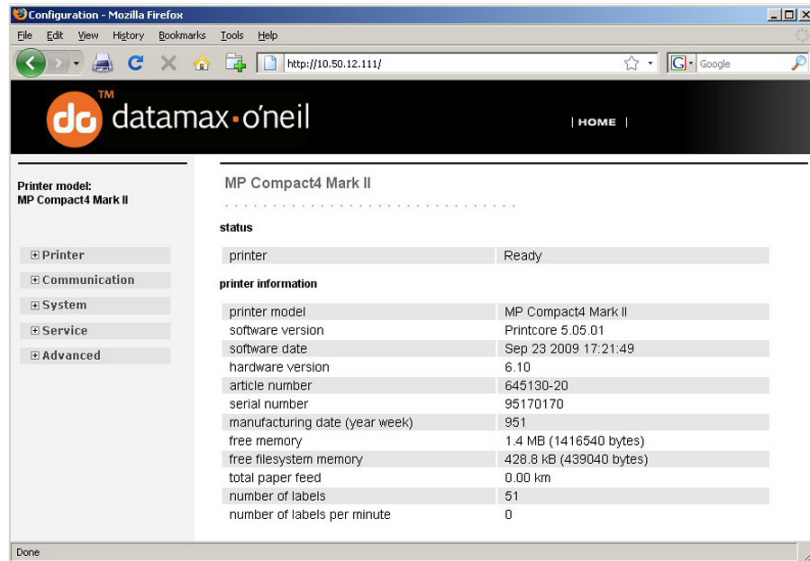 Configuration - Mozilla Firefox
File Edit View History Bookmarks Tools Help
http://10.50.12.111/ G Google
do TM datamax•o'neil | HOME |
Printer model:
MP Compact4 Mark II
Printer
Communication
System
Service
Advanced
MP Compact4 Mark II
status
printer Ready
printer information
printer model MP Compact4 Mark II
software version Printcore 5.05.01
software date Sep 23 2009 17:21:49
hardware version 6.10
article number 645130-20
serial number 95170170
manufacturing date (year week) 951
free memory 1.4 MB (1416540 bytes)
free filesystem memory 428.8 kB (439040 bytes)
total paper feed 0.00 km
number of labels 51
number of labels per minute 0
Done